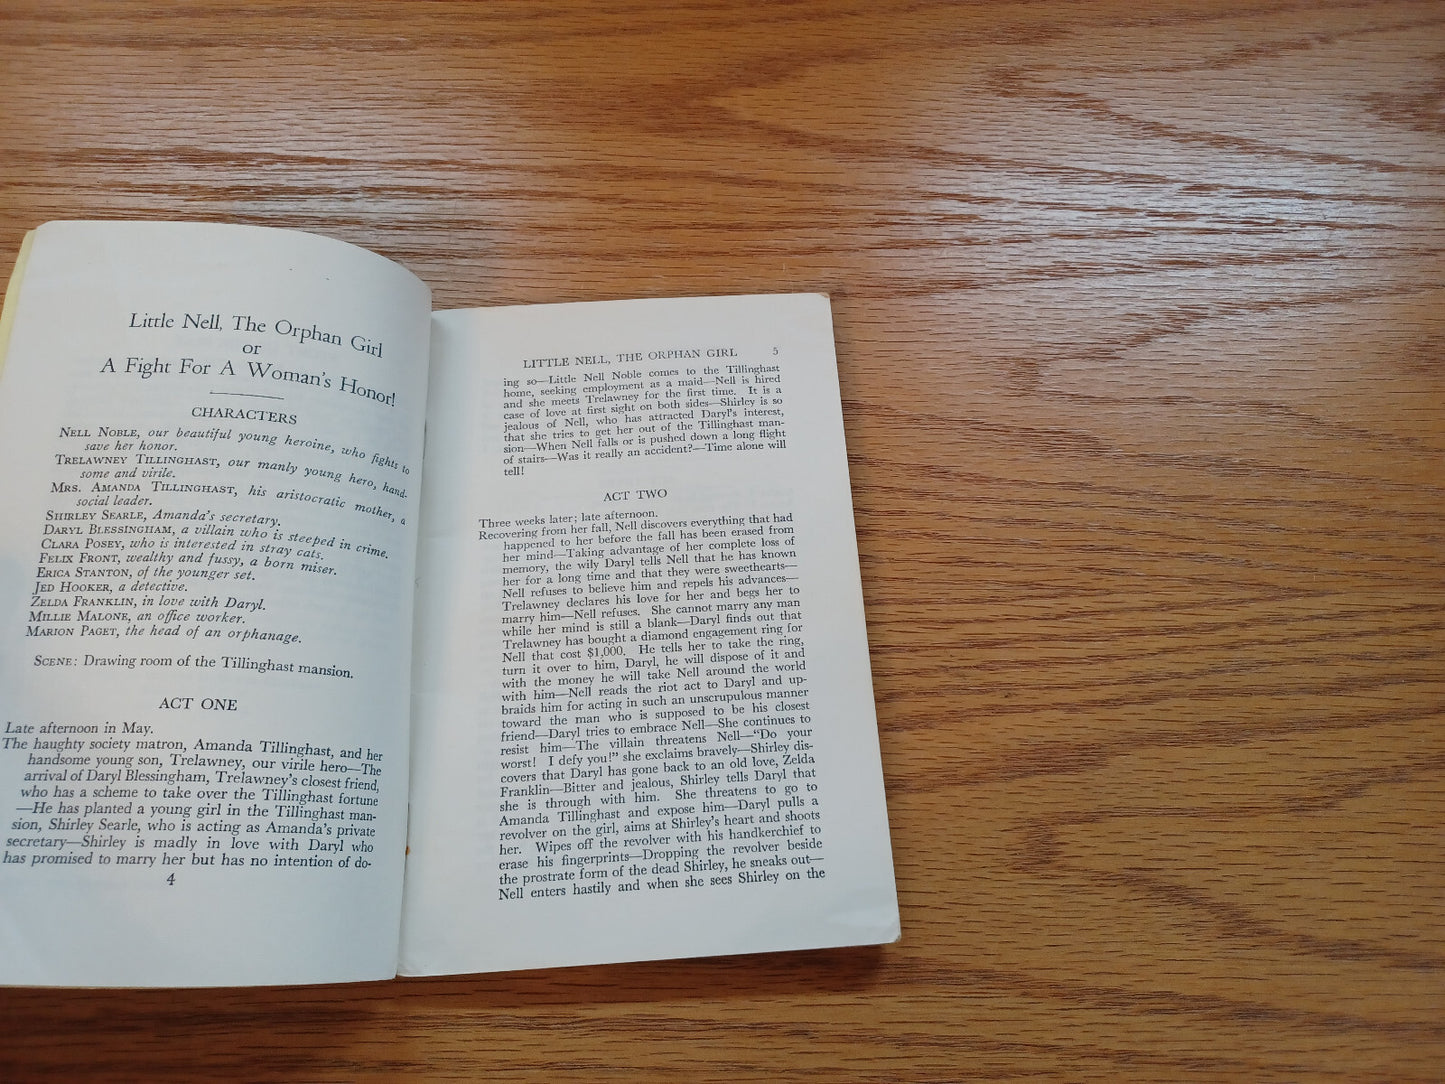 Little Nell, The Orphan Girl
or
A Fight For A Woman's Honor!
CHARACTERS
NELL NOBLE, our beautiful young heroine, who fights to
save her honor.
TRELAWNEY TILLINGHAST, our manly young hero, hand-
some and virile.
MRS. AMANDA TILLINGHAST, his aristocratic mother, a
social leader.
SHIRLEY SEARLE, Amanda's secretary.
DARYL BLESSINGHAM, a villain who is steeped in crime.
CLARA POSEY, who is interested in stray cats.
FELIX FRONT, wealthy and fussy, a born miser.
ERICA STANTON, of the younger set.
JED HOOKER, a detective.
ZELDA FRANKLIN, in love with Daryl.
MILLIE MALONE, an office worker.
MARION PAGET, the head of an orphanage.
SCENE: Drawing room of the Tillinghast mansion.
ACT ONE
Late afternoon in May.
The haughty society matron, Amanda Tillinghast, and her
handsome young son, Trelawney, our virile hero—The
arrival of Daryl Blessingham, Trelawney's closest friend,
who has a scheme to take over the Tillinghast fortune
—He has planted a young girl in the Tillinghast man-
sion, Shirley Searle, who is acting as Amanda's private
secretary—Shirley is madly in love with Daryl who
has promised to marry her but has no intention of do-
4
LITTLE NELL, THE ORPHAN GIRL 5
ing so—Little Nell Noble comes to the Tillinghast
home, seeking employment as a maid—Nell is hired
and she meets Trelawney for the first time. It is a
case of love at first sight on both sides—Shirley is so
jealous of Nell, who has attracted Daryl's interest,
that she tries to get her out of the Tillinghast man-
sion—When Nell falls or is pushed down a long flight
of stairs—Was it really an accident?—Time alone will
tell!
ACT TWO
Three weeks later; late afternoon.
Recovering from her fall, Nell discovers everything that had
happened to her before the fall has been erased from
her mind—Taking advantage of her complete loss of
memory, the wily Daryl tells Nell that he has known
her for a long time and that they were sweethearts—
Nell refuses to believe him and repels his advances—
Trelawney declares his love for her and begs her to
marry him—Nell refuses. She cannot marry any man
while her mind is still a blank—Daryl finds out that
Trelawney has bought a diamond engagement ring for
Nell that cost $1,000. He tells her to take the ring,
turn it over to him, Daryl, he will dispose of it and
with the money he will take Nell around the world
with him—Nell reads the riot act to Daryl and up-
braids him for acting in such an unscrupulous manner
toward the man who is supposed to be his closest
friend—Daryl tries to embrace Nell—She continues to
resist him—The villain threatens Nell—"Do your
worst! I defy you!" she exclaims bravely—Shirley dis-
covers that Daryl has gone back to an old love, Zelda
Franklin—Bitter and jealous, Shirley tells Daryl that
she is through with him. She threatens to go to
Amanda Tillinghast and expose him—Daryl pulls a
revolver on the girl, aims at Shirley's heart and shoots
her. Wipes off the revolver with his handkerchief to
erase his fingerprints—Dropping the revolver beside
the prostrate form of the dead Shirley, he sneaks out—
Nell enters hastily and when she sees Shirley on the